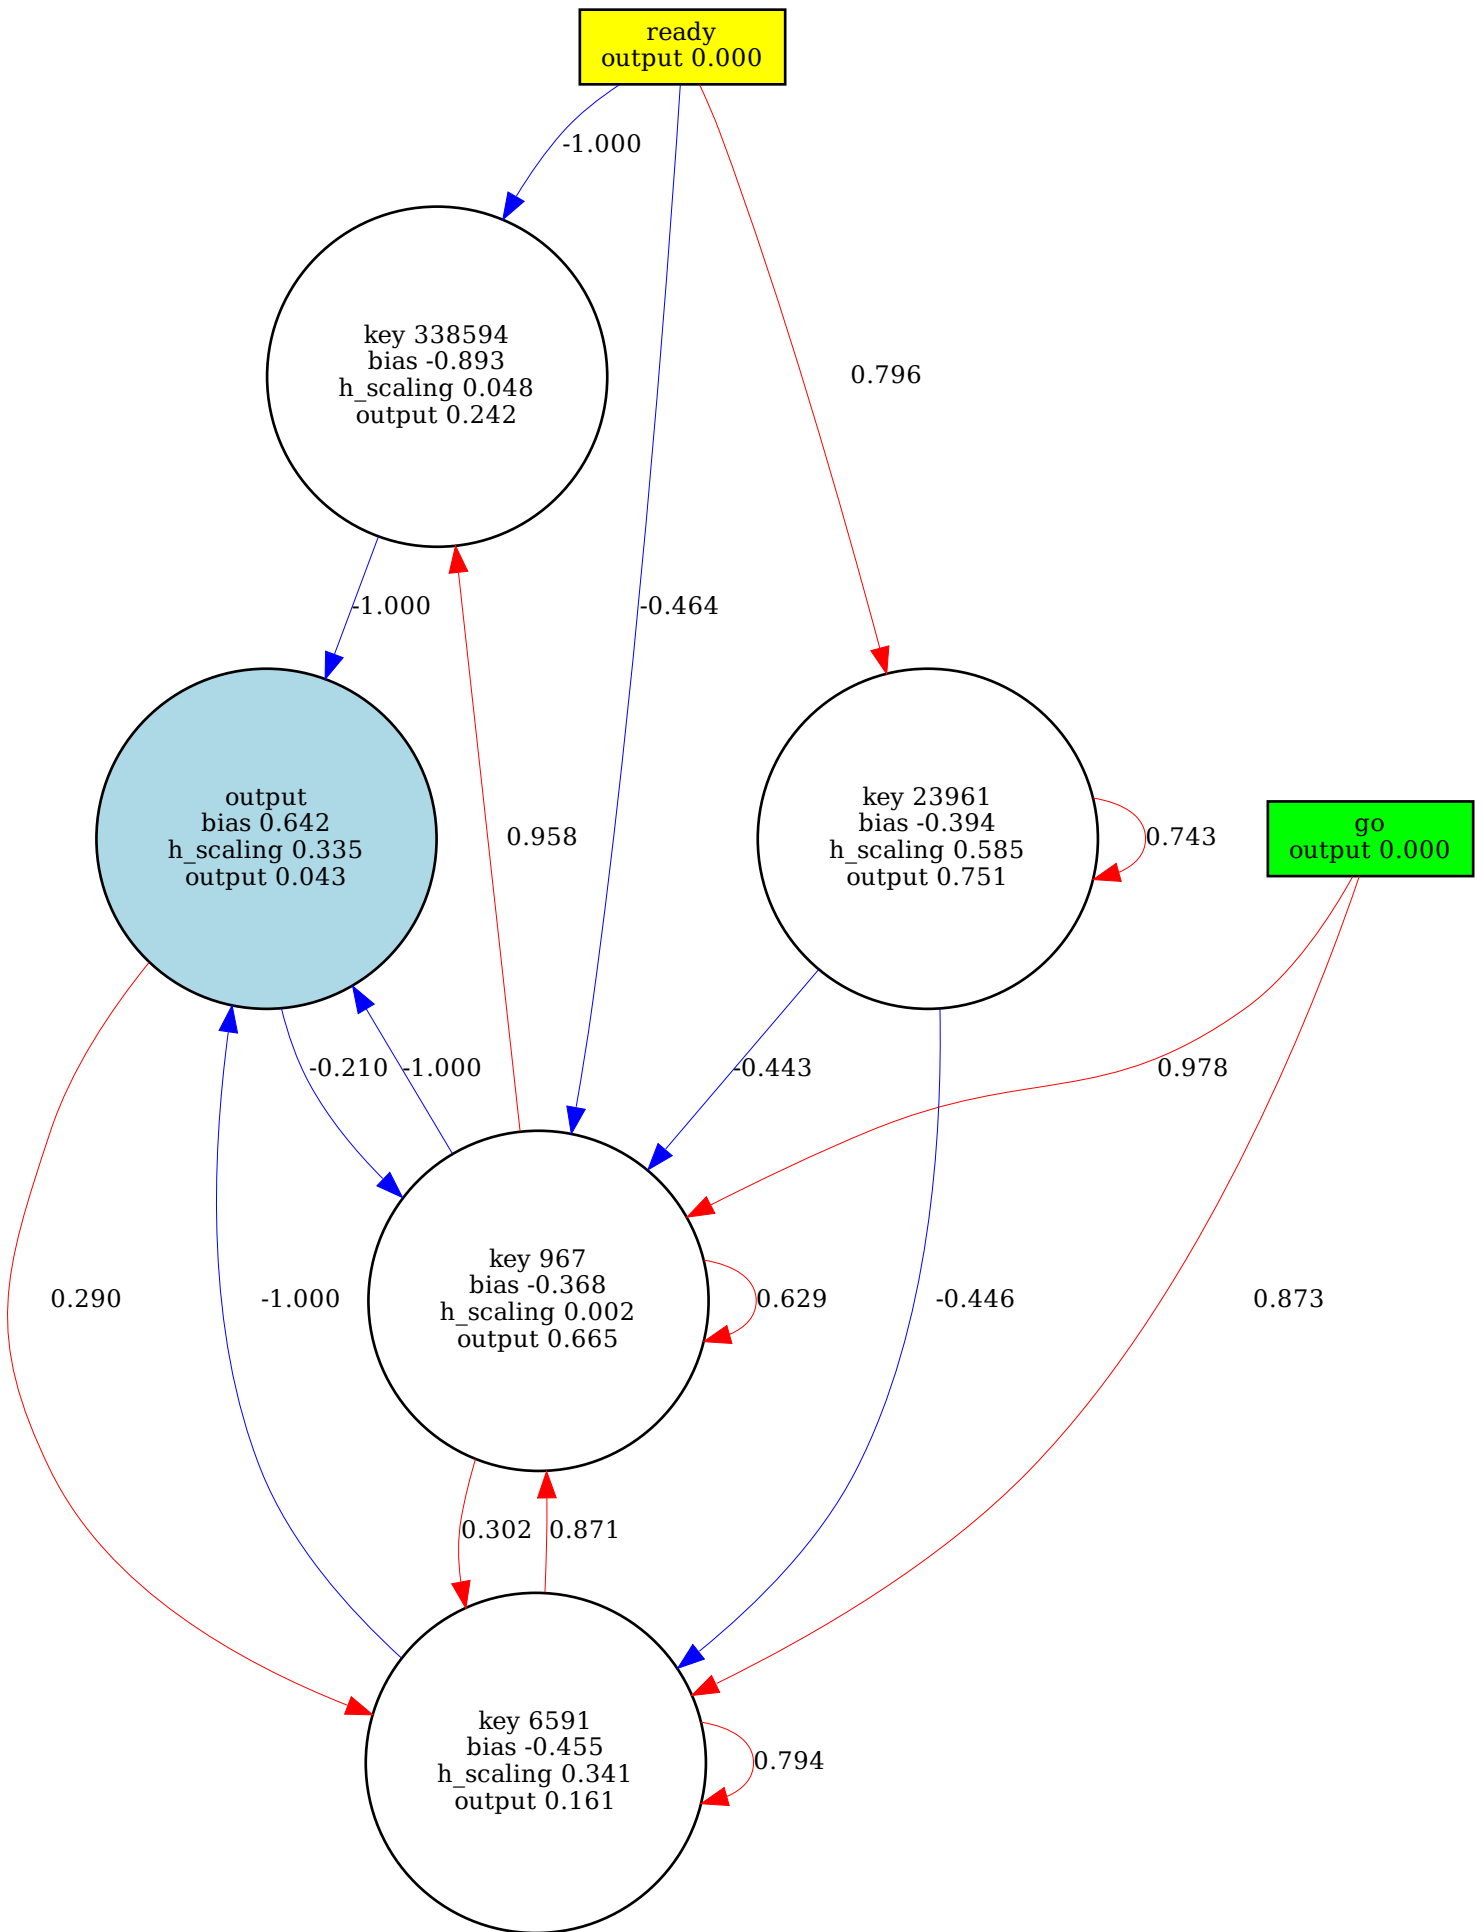 ready
output 0.000
-1.000
key 338594
bias -0.893
h_scaling 0.048
output 0.242
0.796
-1.000
-0.464
output
bias 0.642
h_scaling 0.335
output 0.043
0.958
key 23961
bias -0.394
h_scaling 0.585
output 0.751
0.743
go
output 0.000
-0.210
-1.000
-0.443
0.978
0.290
-1.000
key 967
bias -0.368
h_scaling 0.002
output 0.665
0.629
-0.446
0.873
0.302
0.871
key 6591
bias -0.455
h_scaling 0.341
output 0.161
0.794